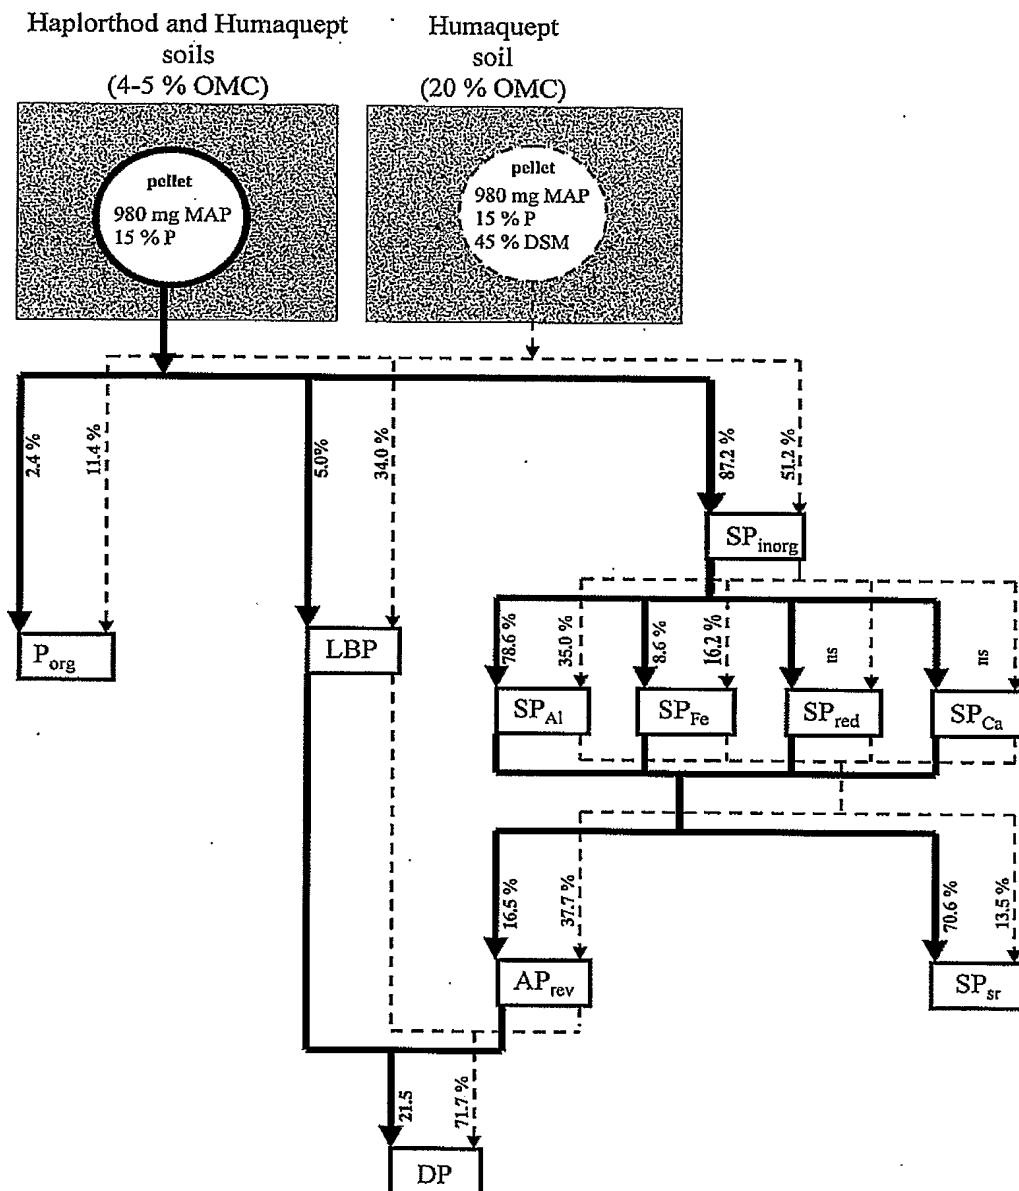 Haplorthod and Humaquept
soils
(4-5 % OMC)
Humaquept
soil
(20 % OMC)
pellet
980 mg MAP
15 % P
pellet
980 mg MAP
15 % P
45 % DSM
2.4 %
11.4 %
5.0%
34.0 %
87.2 %
51.2 %
SPinorg
Porg
LBP
78.6 %
35.0 %
8.6 %
16.2 %
ns
ns
SPAl
SPFe
SPred
SPCa
16.5 %
37.7 %
70.6 %
13.5 %
APrev
SPsr
21.5
71.7 %
DP